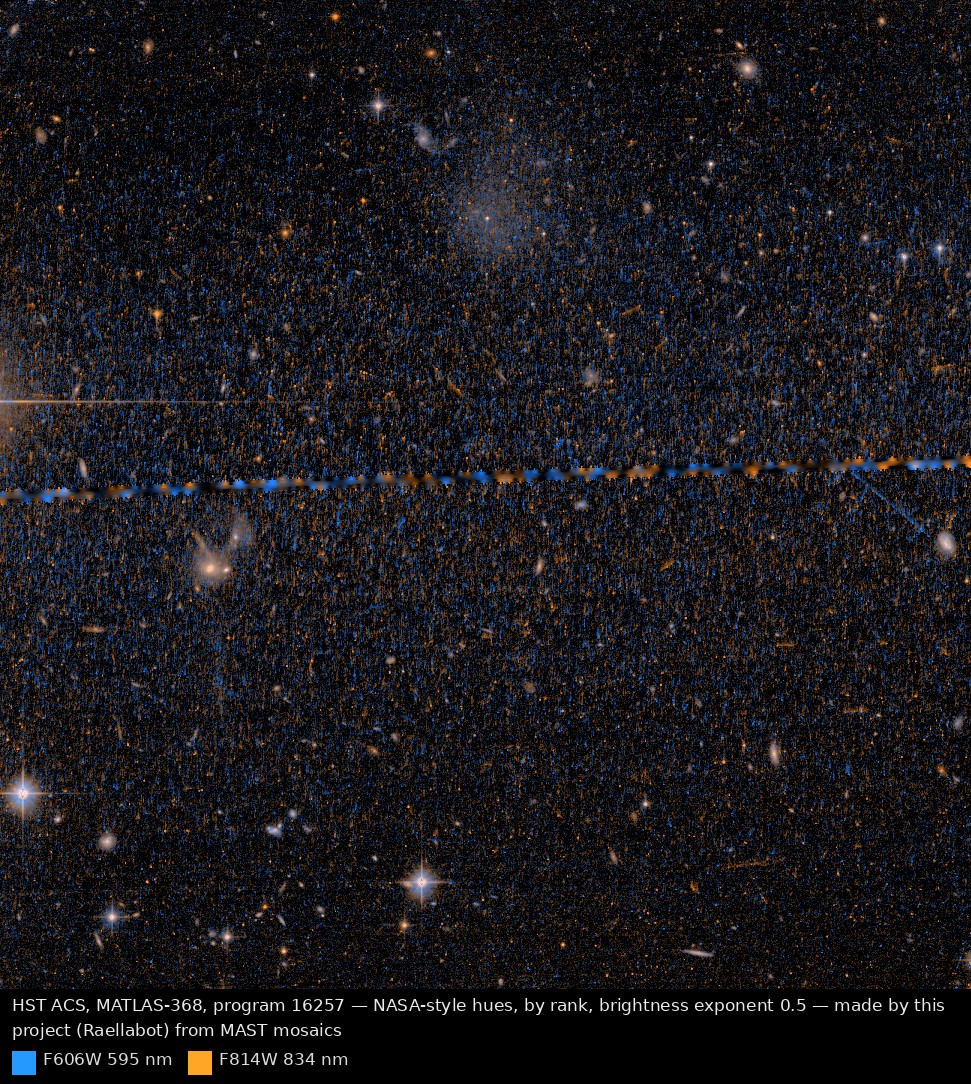 HST ACS, MATLAS-368, program 16257 — NASA-style hues, by rank, brightness exponent 0.5 — made by this
project (Raellabot) from MAST mosaics
F606W 595 nm F814W 834 nm